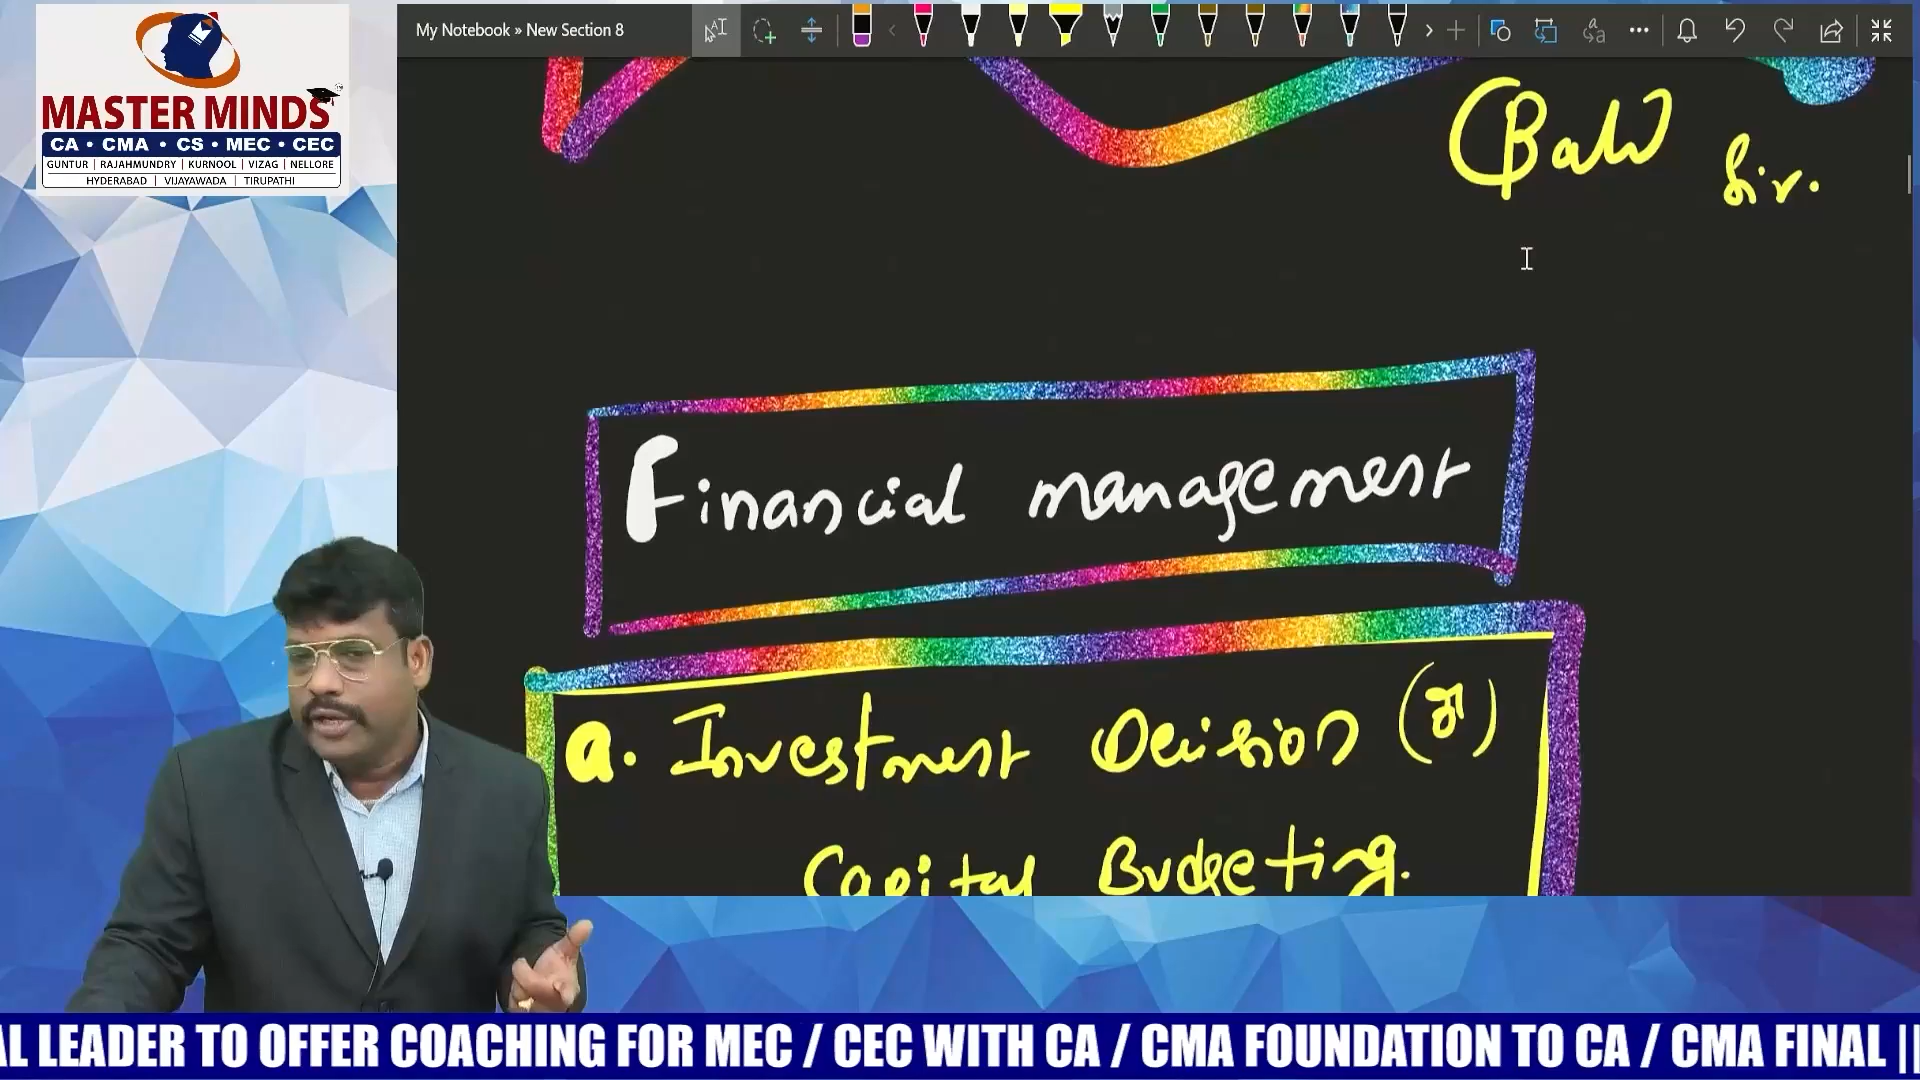 MASTER MINDS
CA • CMA • CS • MEC • CEC
GUNTUR | RAJAHMUNDRY | KURNOOL | VIZAG | NELLORE
HYDERABAD | VIJAYAWADA | TIRUPATHI
My Notebook » New Section 8
Sir.
Financial management
a. Investment Decision
Capital Budgeting.
AL LEADER TO OFFER COACHING FOR MEC / CEC WITH CA / CMA FOUNDATION TO CA / CMA FINAL ||